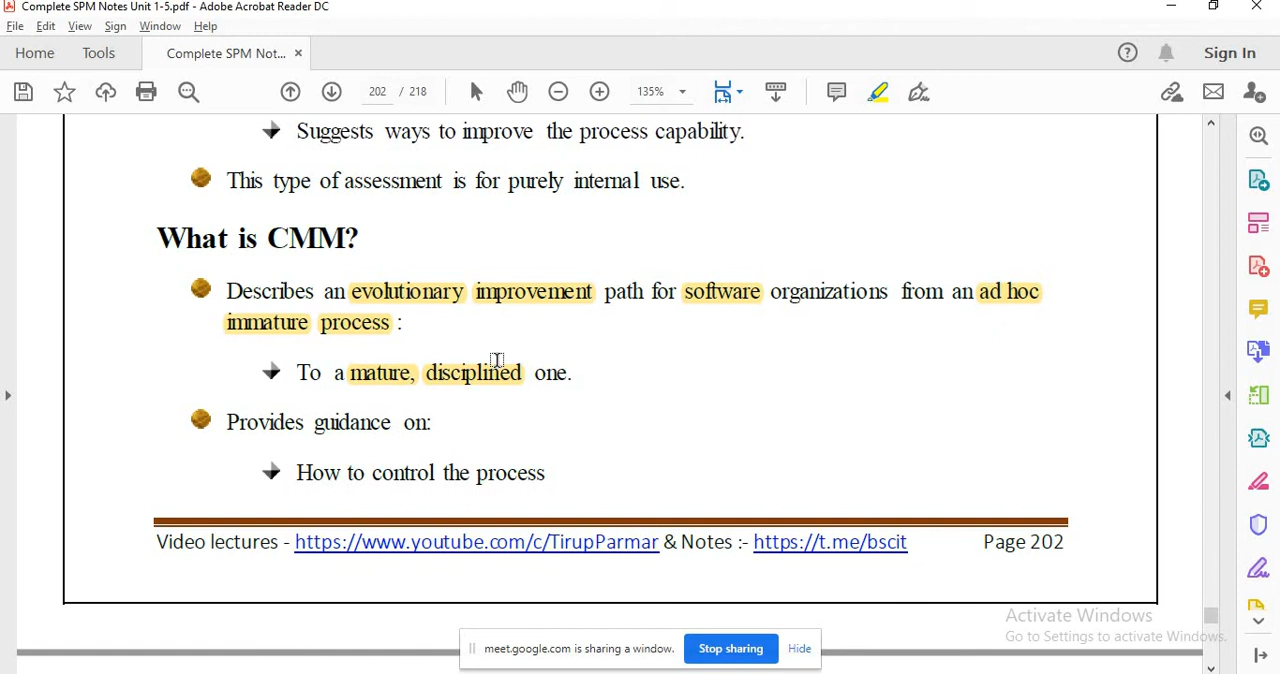 Complete SPM Notes Unit 1-5.pdf - Adobe Acrobat Reader DC
File Edit View Sign Window Help
Home Tools Complete SPM Not... × Sign In
202 / 218 135%
Suggests ways to improve the process capability.
This type of assessment is for purely internal use.
What is CMM?
Describes an evolutionary improvement path for software organizations from an ad hoc
immature process :
To a mature, disciplined one.
Provides guidance on:
How to control the process
Video lectures - https://www.youtube.com/c/TirupParmar & Notes :- https://t.me/bscit Page 202
Activate Windows
Go to Settings to activate Windows.
meet.google.com is sharing a window. Stop sharing Hide